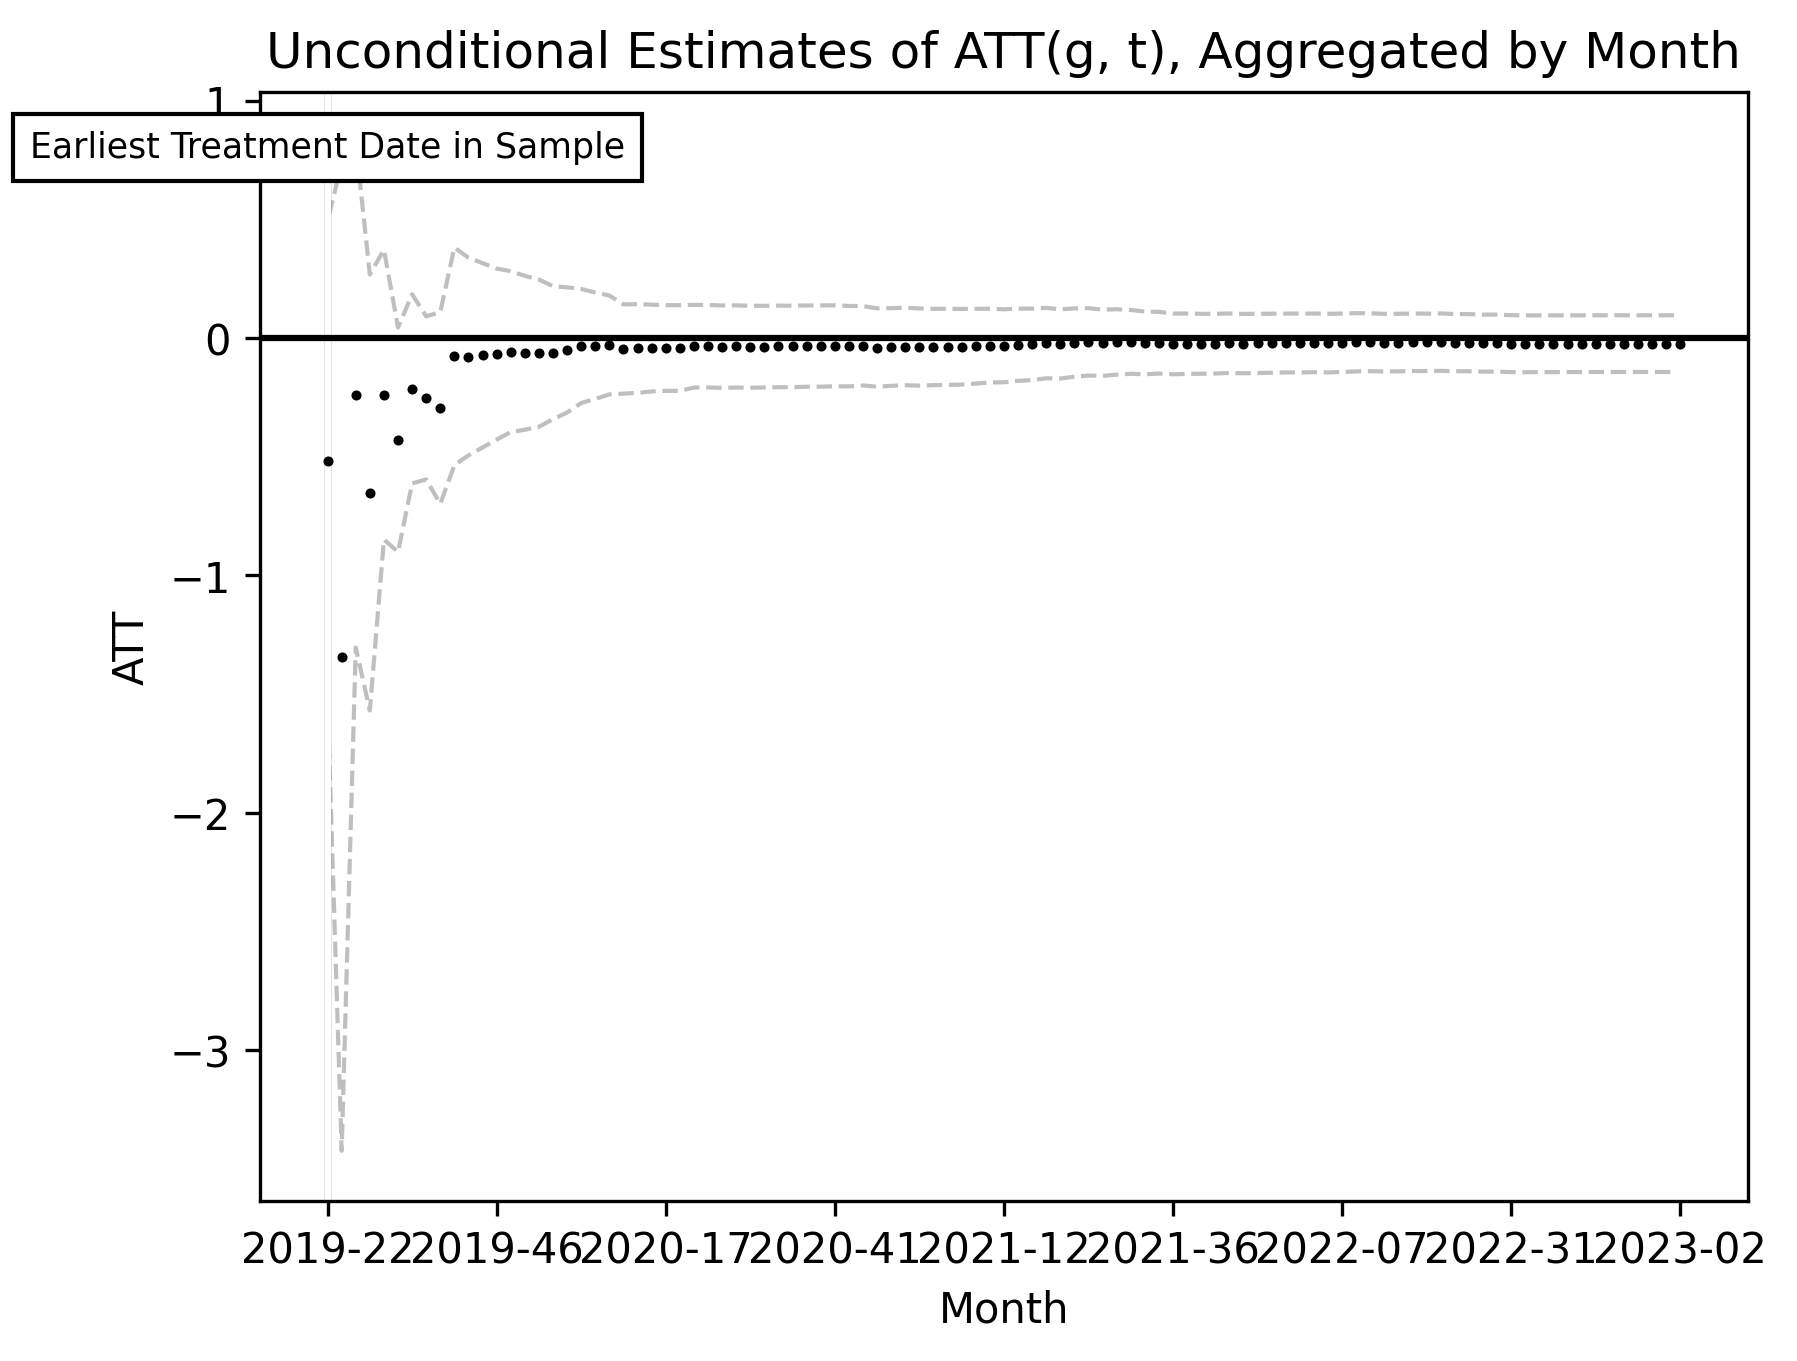 Unconditional Estimates of ATT(g, t), Aggregated by Month
1
Earliest Treatment Date in Sample
0
−1
ATT
−2
−3
2019-22 2019-46 2020-17 2020-41 2021-12 2021-36 2022-07 2022-31 2023-02
Month